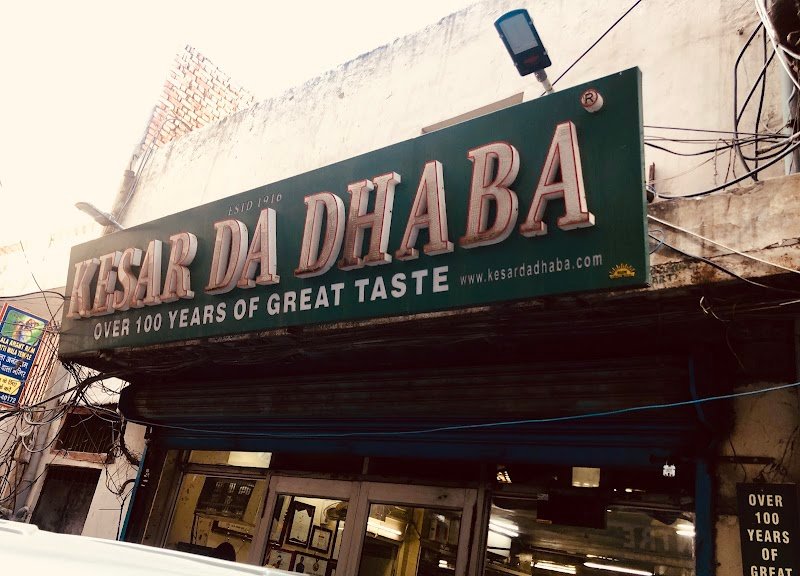 ESTD 1916
®
KESAR DA DHABA
OVER 100 YEARS OF GREAT TASTE
www.kesardadhaba.com
OVER
100
YEARS OF
GREAT